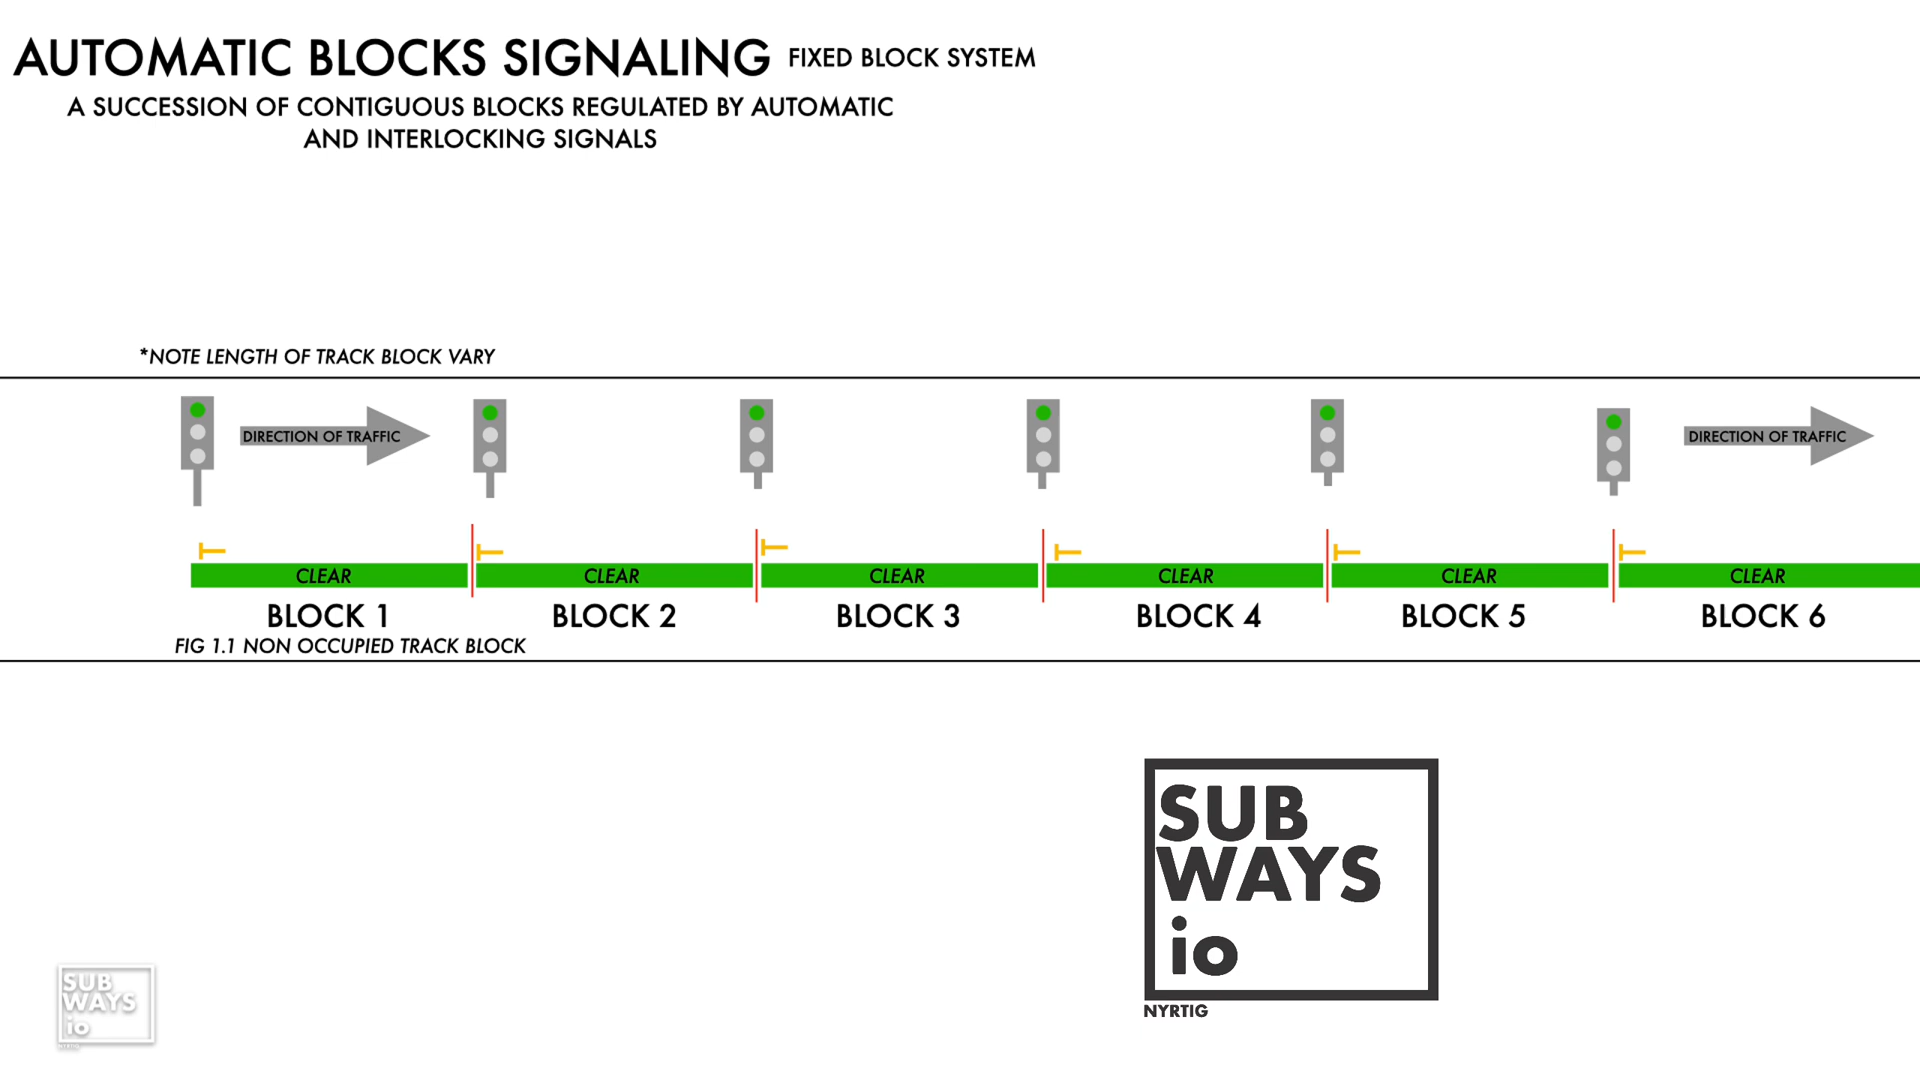 AUTOMATIC BLOCKS SIGNALING FIXED BLOCK SYSTEM
A SUCCESSION OF CONTIGUOUS BLOCKS REGULATED BY AUTOMATIC
AND INTERLOCKING SIGNALS
*NOTE LENGTH OF TRACK BLOCK VARY
DIRECTION OF TRAFFIC DIRECTION OF TRAFFIC
CLEAR CLEAR CLEAR CLEAR CLEAR CLEAR
BLOCK 1 BLOCK 2 BLOCK 3 BLOCK 4 BLOCK 5 BLOCK 6
FIG 1.1 NON OCCUPIED TRACK BLOCK
SUB
WAYS
io
NYRTIG
SUB
WAYS
io
NYRTIG